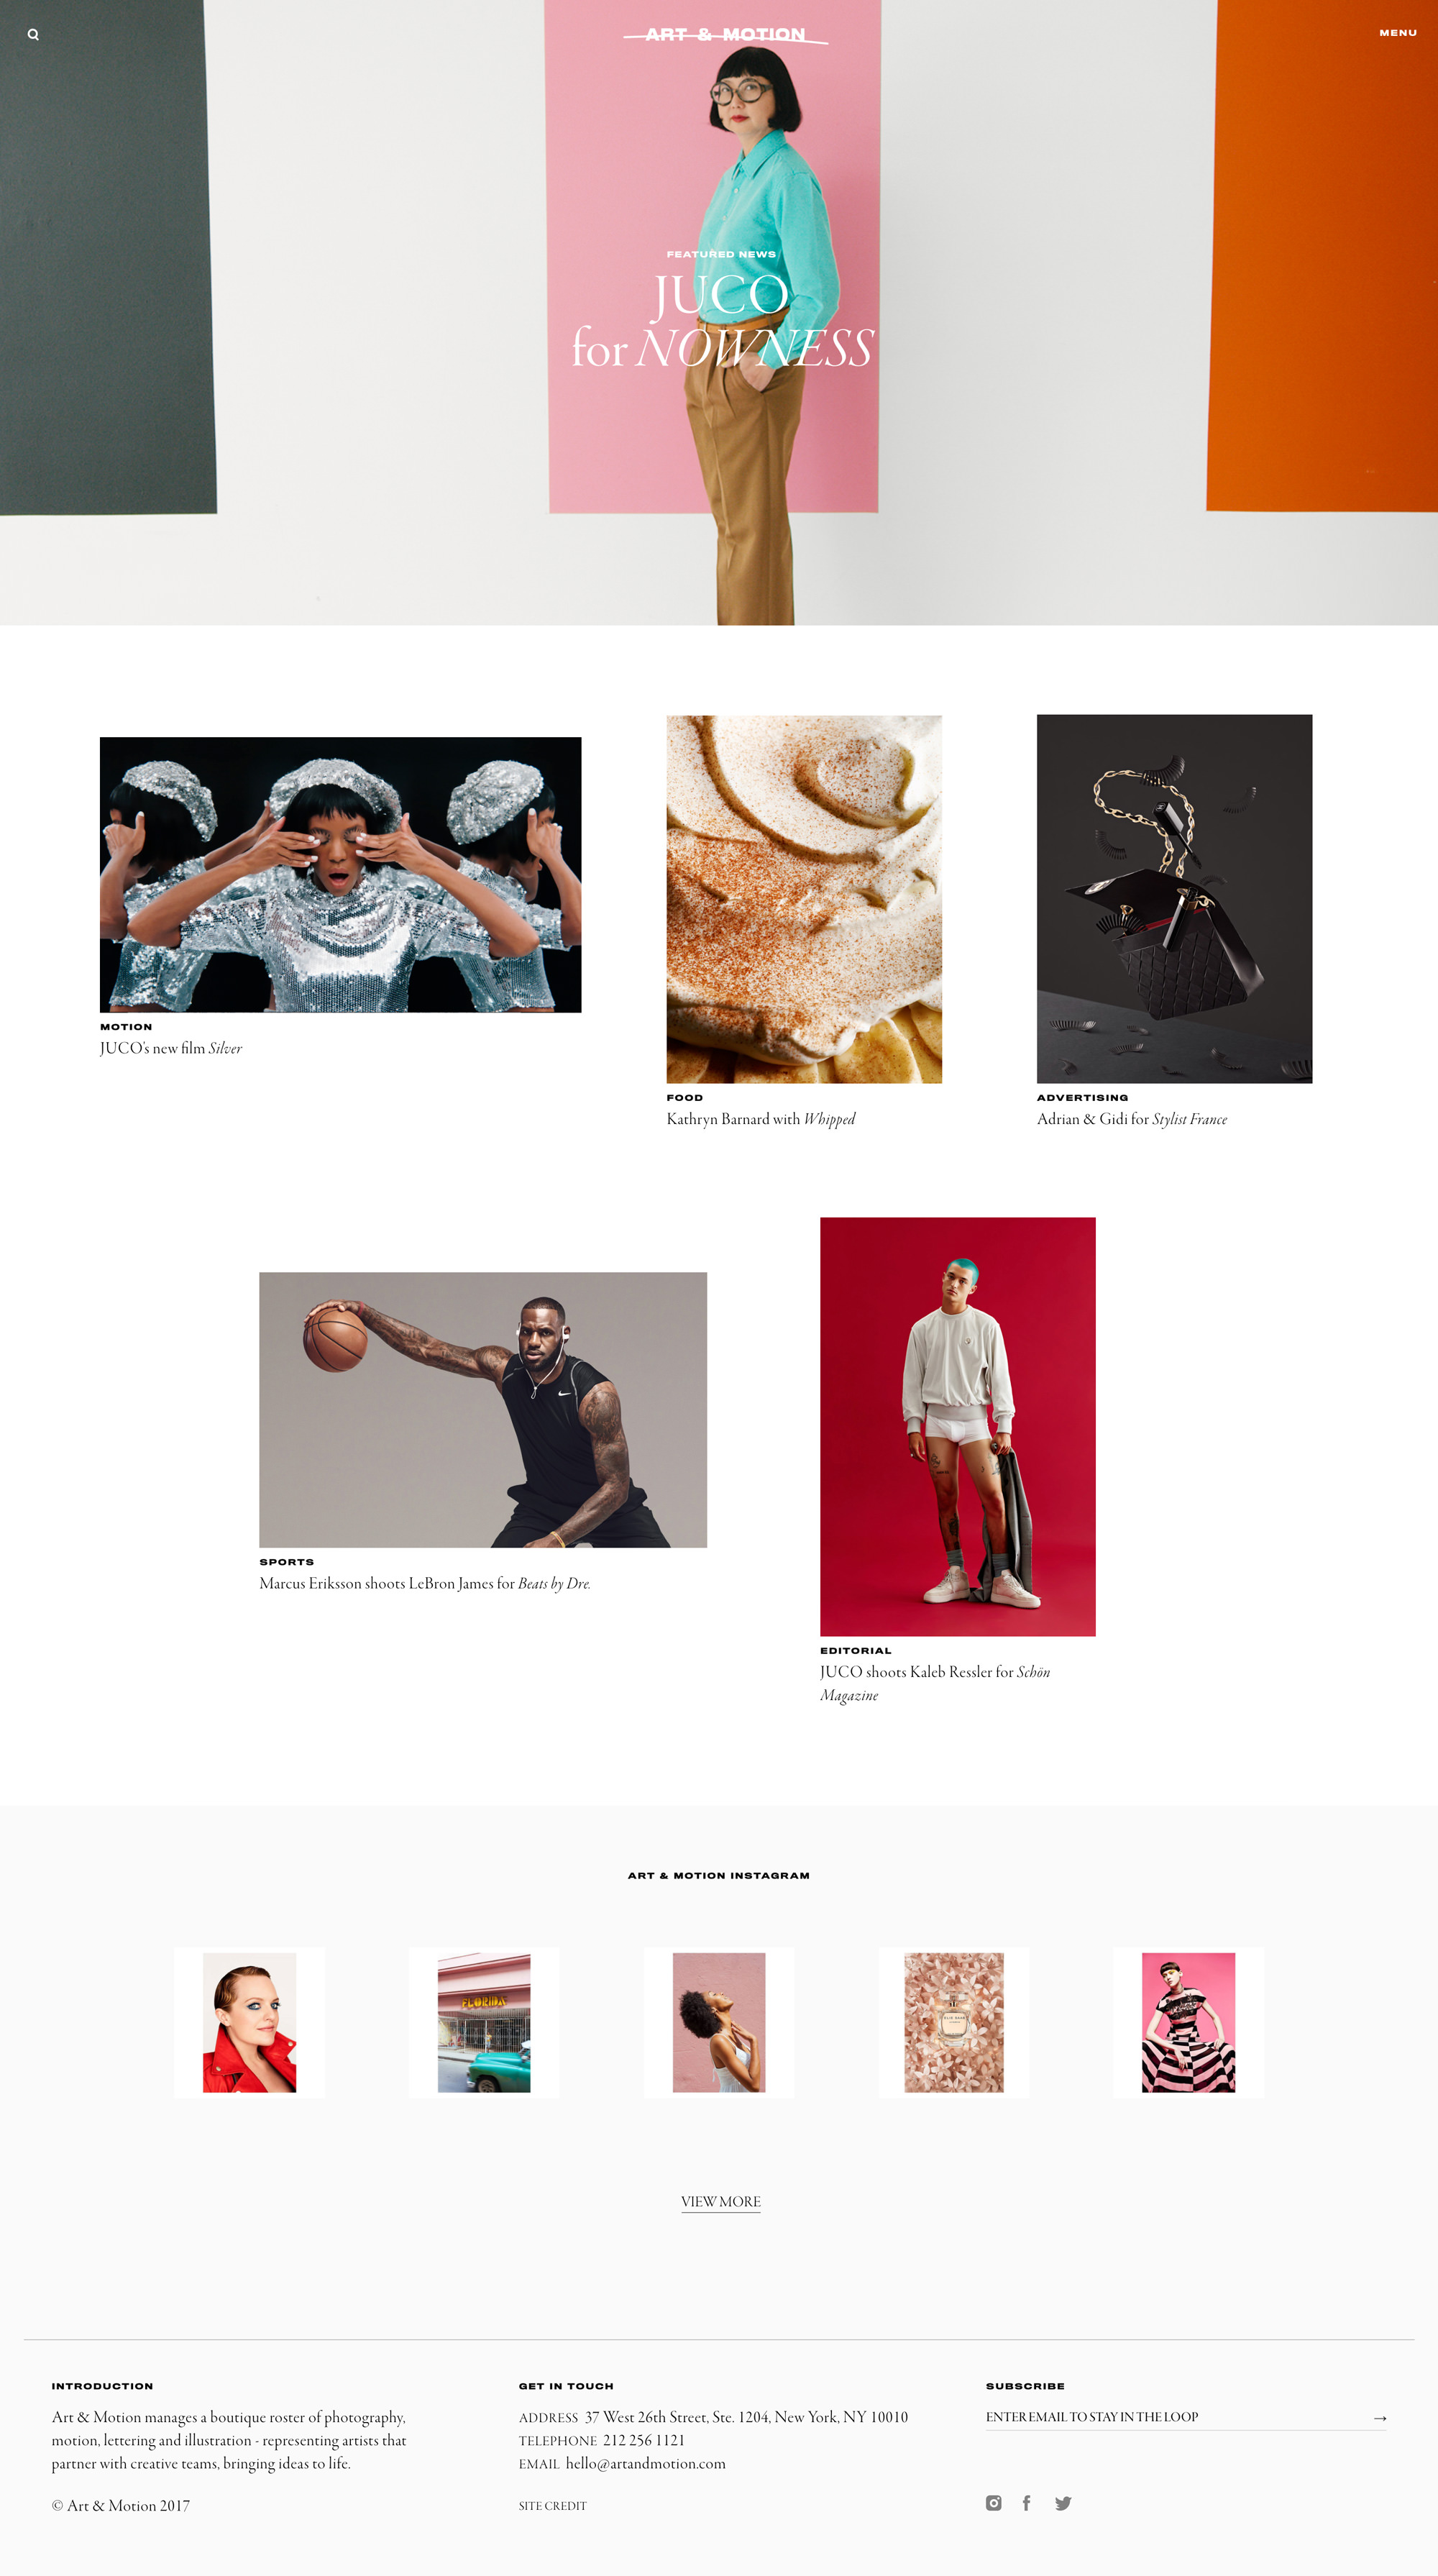 ART & MOTION
MENU
FEATURED NEWS
JUCO
for NOWNESS
MOTION
JUCO's new film Silver
FOOD
Kathryn Barnard with Whipped
ADVERTISING
Adrian & Gidi for Stylist France
SPORTS
Marcus Eriksson shoots LeBron James for Beats by Dre.
EDITORIAL
JUCO shoots Kaleb Ressler for Schön
Magazine
ART & MOTION INSTAGRAM
FLORIDA
ELIE SAAB
VIEW MORE
INTRODUCTION
Art & Motion manages a boutique roster of photography,
motion, lettering and illustration - representing artists that
partner with creative teams, bringing ideas to life.
© Art & Motion 2017
GET IN TOUCH
ADDRESS 37 West 26th Street, Ste. 1204, New York, NY 10010
TELEPHONE 212 256 1121
EMAIL hello@artandmotion.com
SITE CREDIT
SUBSCRIBE
ENTER EMAIL TO STAY IN THE LOOP →